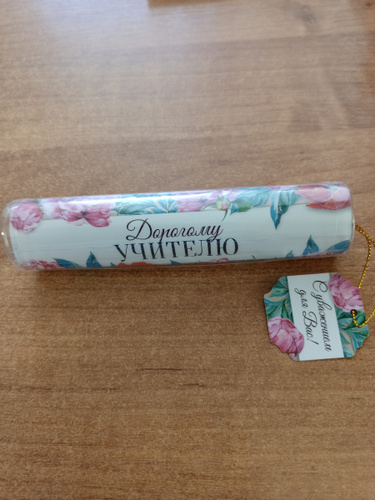 Дорогому
УЧИТЕЛЮ
С уважением
для Вас!